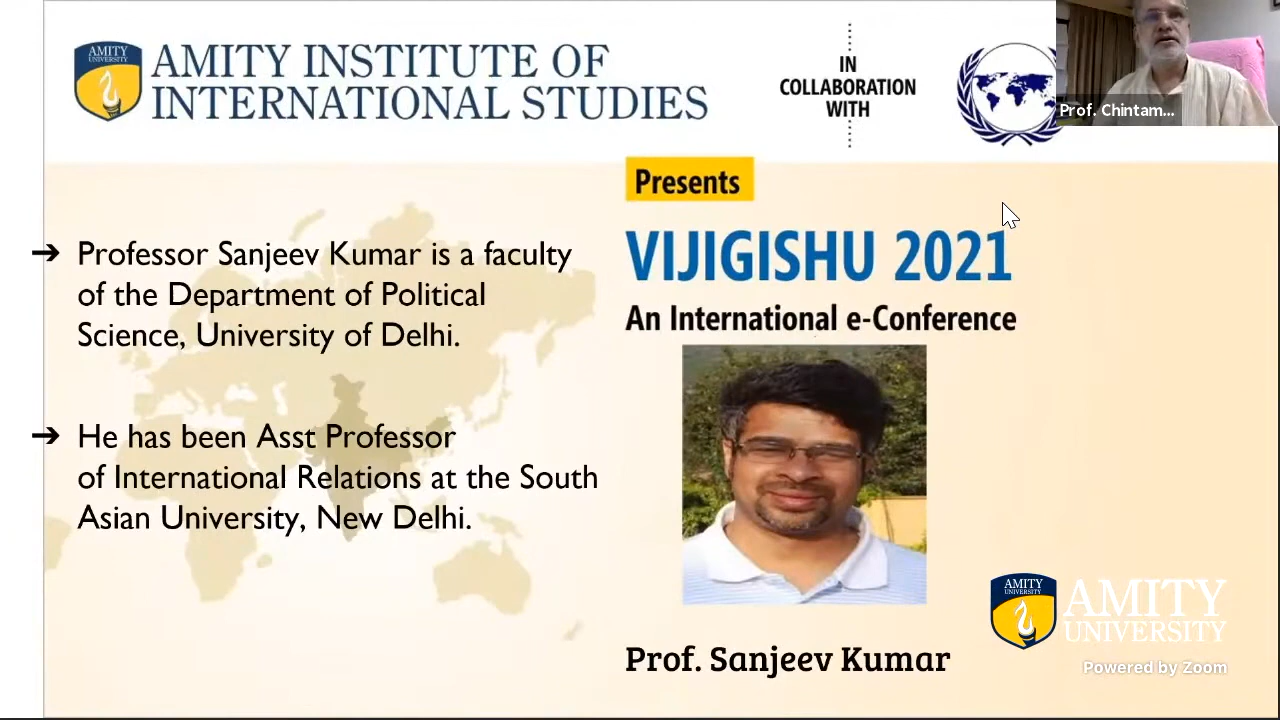 AMITY
UNIVERSITY
AMITY INSTITUTE OF
INTERNATIONAL STUDIES
IN
COLLABORATION
WITH
Prof. Chintam...
Presents
VIJIGISHU 2021
An International e-Conference
➔ Professor Sanjeev Kumar is a faculty
of the Department of Political
Science, University of Delhi.
➔ He has been Asst Professor
of International Relations at the South
Asian University, New Delhi.
Prof. Sanjeev Kumar
AMITY
UNIVERSITY
AMITY
UNIVERSITY
Powered by Zoom